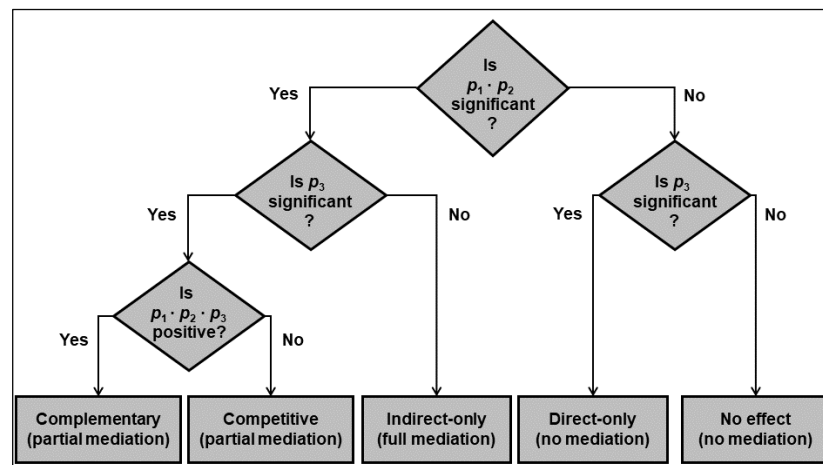 Is
p₁ · p₂
significant
?
Yes
No
Is p₃
significant
?
Yes
No
Is p₃
significant
?
Yes
No
Is
p₁ · p₂ · p₃
positive?
Yes
No
Complementary
(partial mediation)
Competitive
(partial mediation)
Indirect-only
(full mediation)
Direct-only
(no mediation)
No effect
(no mediation)